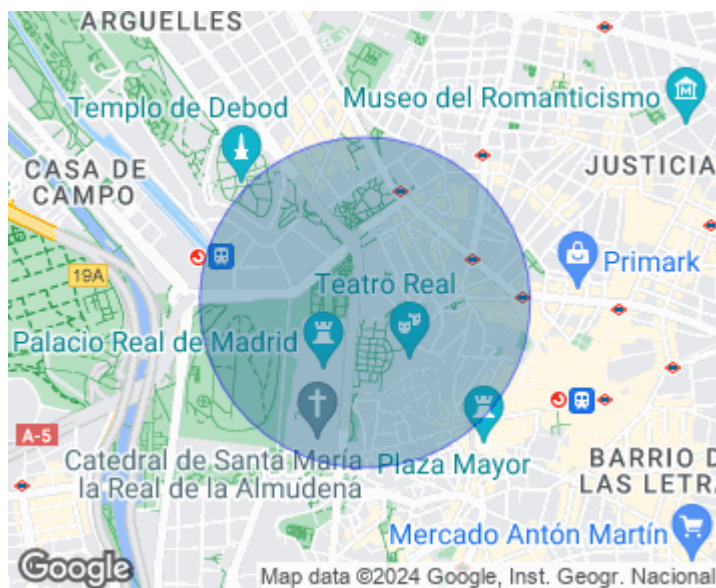 ARGUELLES
Templo de Debod
Museo del Romanticismo
CASA DE
CAMPO
JUSTICIA
19A
Primark
Teatro Real
Palacio Real de Madrid
A-5
Catedral de Santa María
la Real de la Almudena
Plaza Mayor
BARRIO D
LAS LETRA
Mercado Antón Martín
Google
Map data ©2024 Google, Inst. Geogr. Nacional